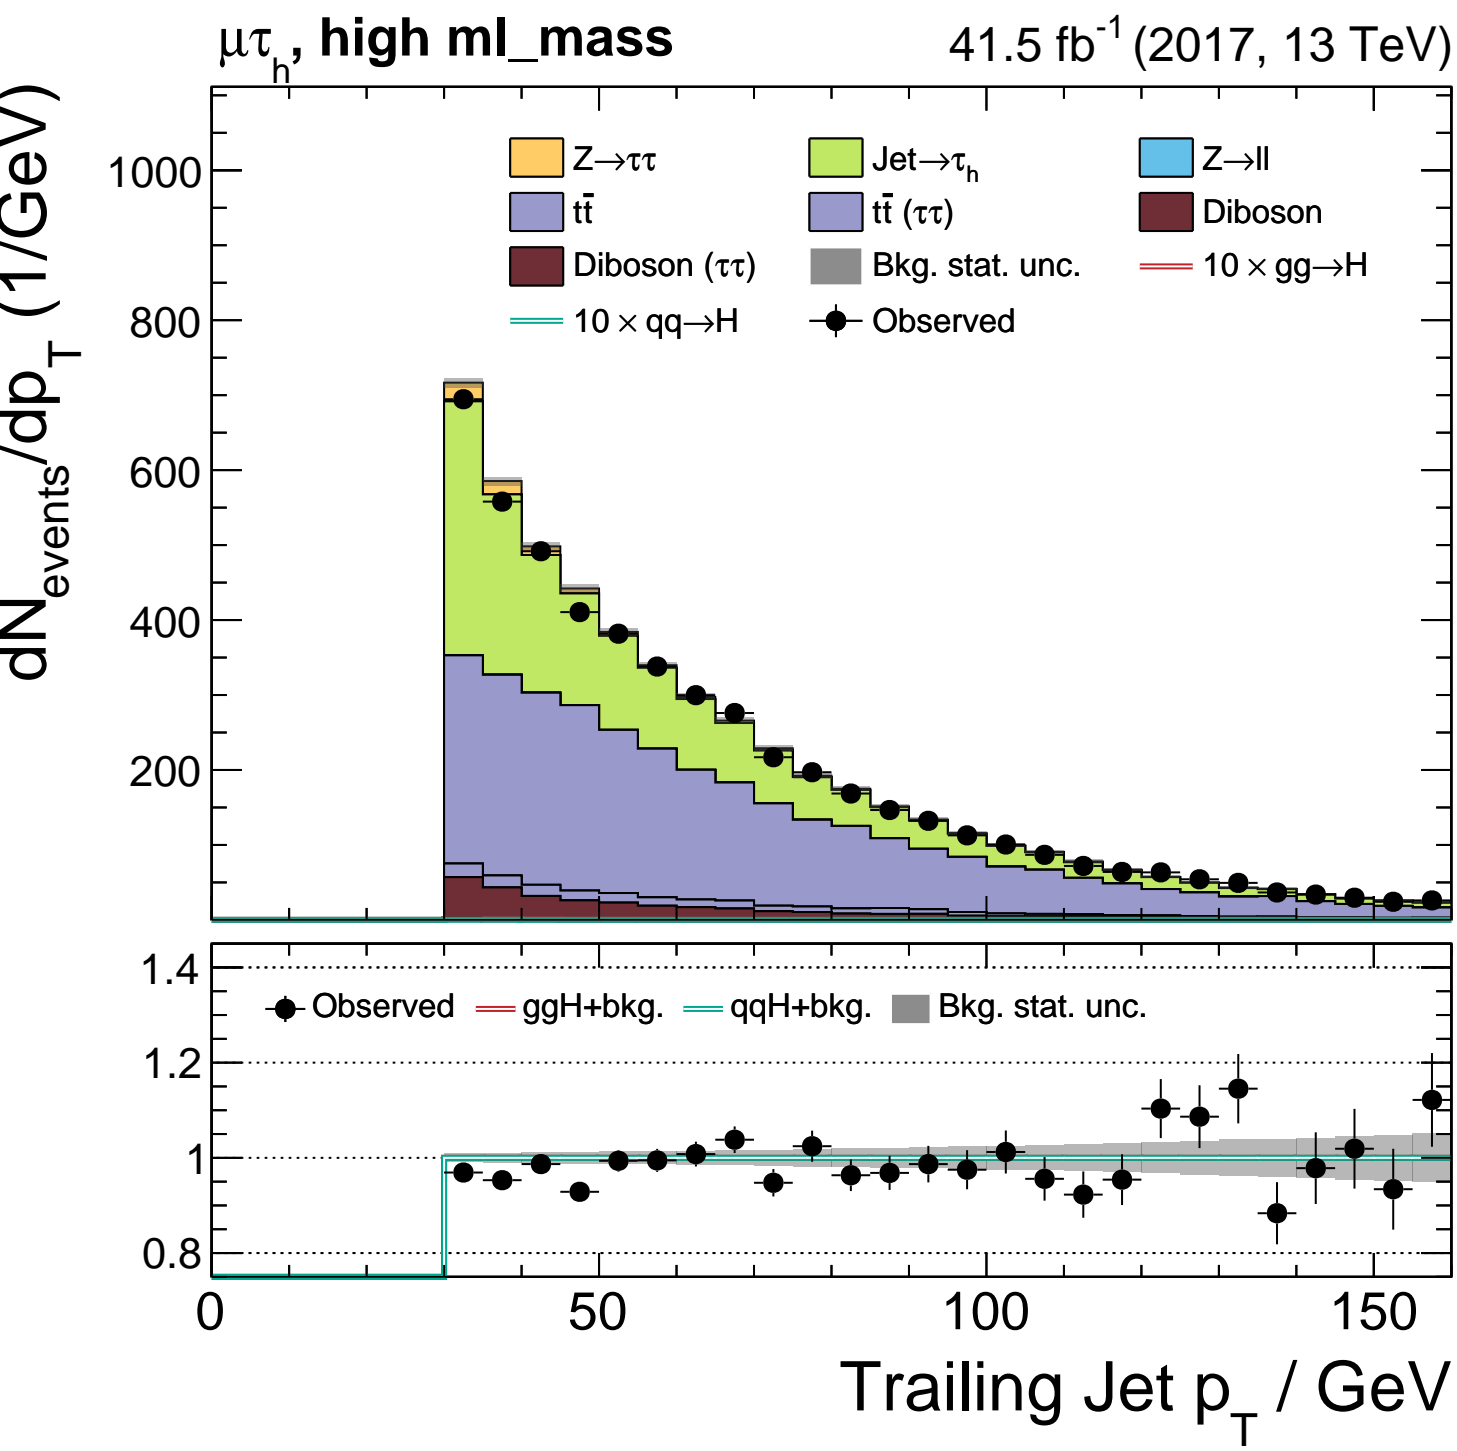 μτh, high ml_mass
41.5 fb-1 (2017, 13 TeV)
dNevents/dpT (1/GeV)
1000
800
600
400
200
Z→ττ
Jet→τh
Z→ll
tt̄
tt̄ (ττ)
Diboson
Diboson (ττ)
Bkg. stat. unc.
10 × gg→H
10 × qq→H
Observed
1.4
1.2
1
0.8
Observed
ggH+bkg.
qqH+bkg.
Bkg. stat. unc.
0
50
100
150
Trailing Jet pT / GeV